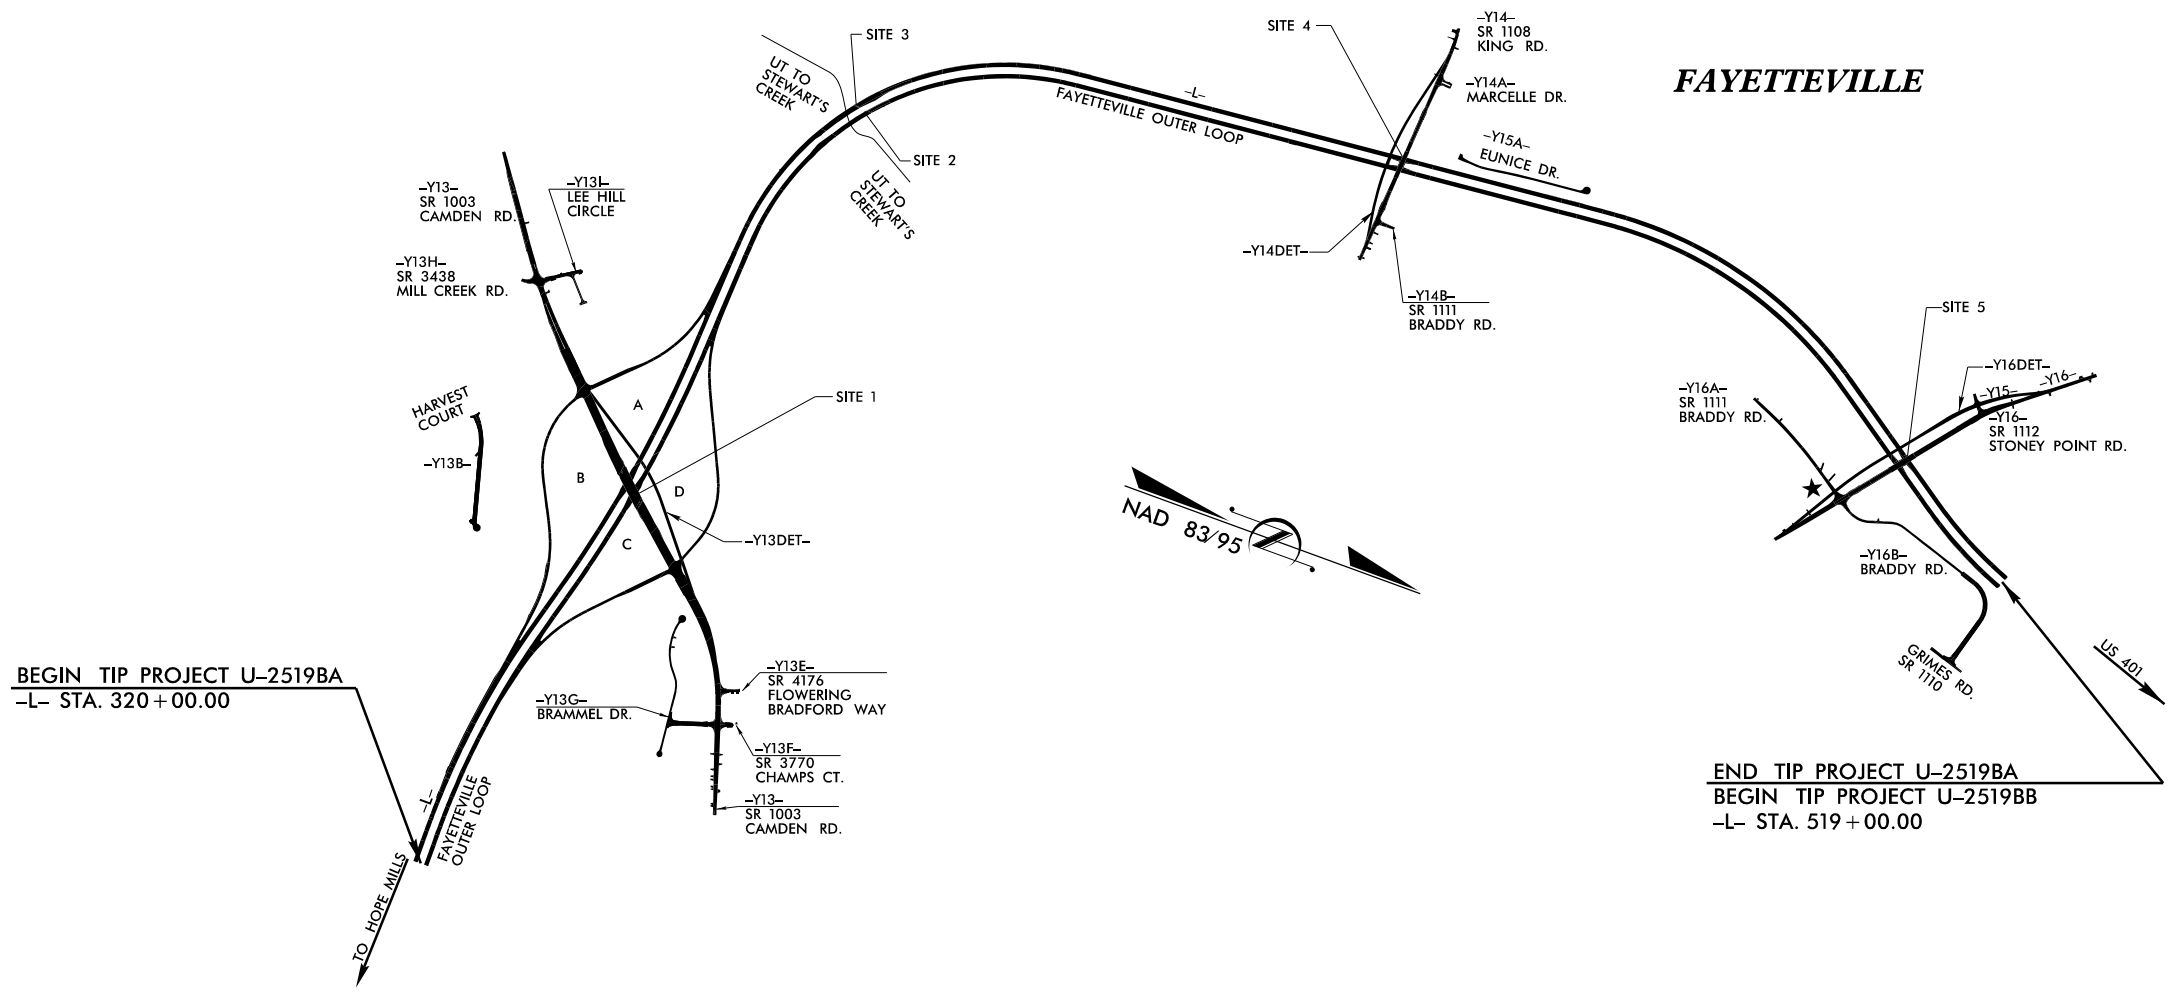 SITE 3
SITE 4
–Y14–
SR 1108
KING RD.
FAYETTEVILLE
UT TO
STEWART'S
CREEK
–Y14A–
MARCELLE DR.
–L–
FAYETTEVILLE OUTER LOOP
–Y15A–
EUNICE DR.
SITE 2
UT TO
STEWART'S
CREEK
–Y13–
SR 1003
CAMDEN RD.
–Y13I–
LEE HILL
CIRCLE
–Y13H–
SR 3438
MILL CREEK RD.
–Y14DET–
–Y14B–
SR 1111
BRADDY RD.
SITE 5
–Y16DET–
–Y15–
–Y16–
–Y16A–
SR 1111
BRADDY RD.
–Y16–
SR 1112
STONEY POINT RD.
HARVEST
COURT
–Y13B–
SITE 1
A
B
C
D
–Y13DET–
NAD 83/95
–Y16B–
BRADDY RD.
GRIMES RD.
SR 1110
US 401
BEGIN TIP PROJECT U–2519BA
–L– STA. 320+00.00
–Y13E–
SR 4176
FLOWERING
BRADFORD WAY
–Y13G–
BRAMMEL DR.
–Y13F–
SR 3770
CHAMPS CT.
–Y13–
SR 1003
CAMDEN RD.
–L–
FAYETTEVILLE
OUTER LOOP
TO HOPE MILLS
END TIP PROJECT U–2519BA
BEGIN TIP PROJECT U–2519BB
–L– STA. 519+00.00